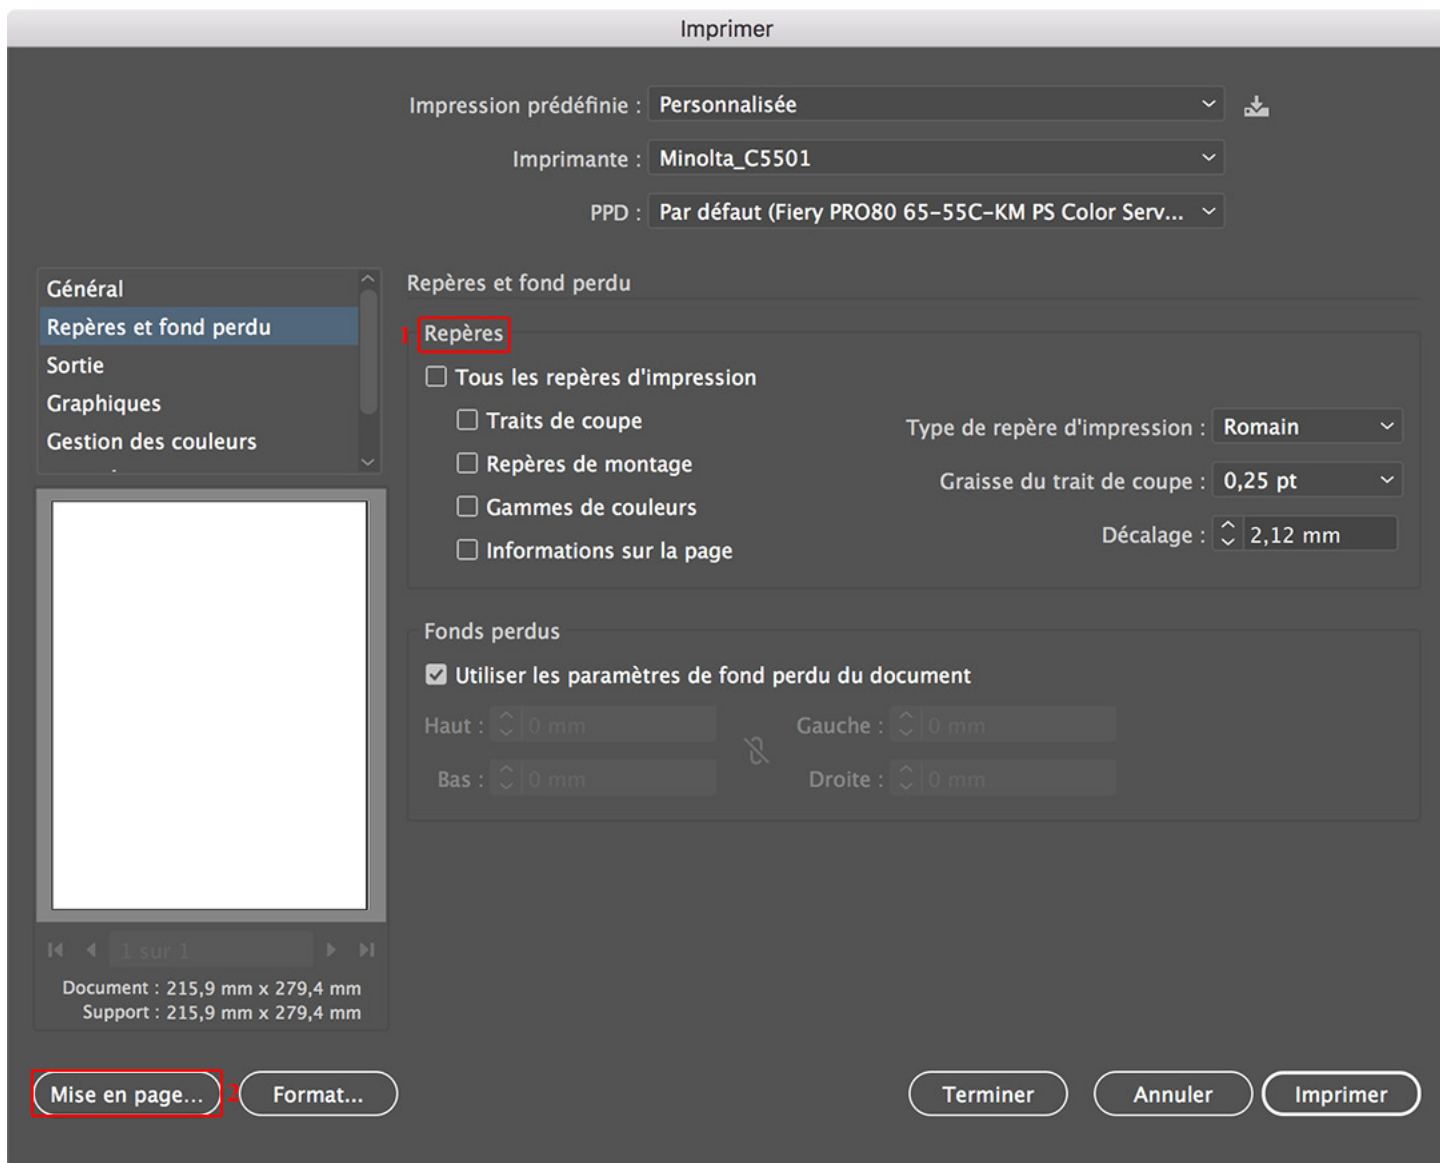 Imprimer
Impression prédéfinie : Personnalisée
Imprimante : Minolta_C5501
PPD : Par défaut (Fiery PRO80 65-55C-KM PS Color Serv...
Général
Repères et fond perdu
Sortie
Graphiques
Gestion des couleurs
Repères et fond perdu
1 Repères
Tous les repères d'impression
Traits de coupe
Repères de montage
Gammes de couleurs
Informations sur la page
Type de repère d'impression : Romain
Graisse du trait de coupe : 0,25 pt
Décalage : 2,12 mm
Fonds perdus
Utiliser les paramètres de fond perdu du document
Haut : 0 mm Gauche : 0 mm
Bas : 0 mm Droite : 0 mm
1 sur 1
Document : 215,9 mm x 279,4 mm
Support : 215,9 mm x 279,4 mm
Mise en page... 2 Format... Terminer Annuler Imprimer